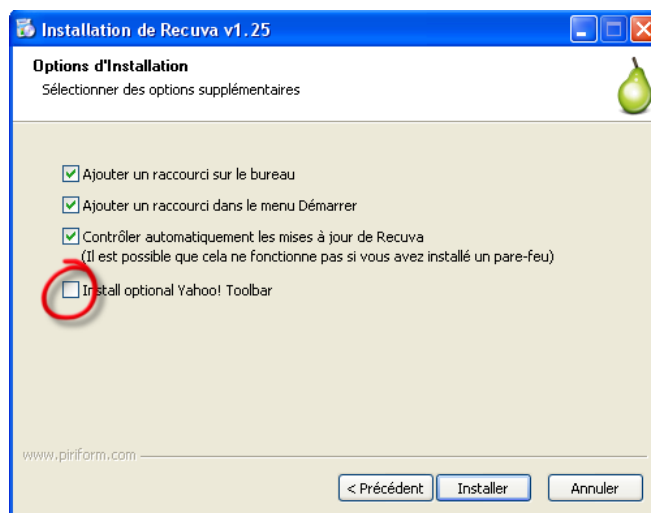 Installation de Recuva v1.25
Options d'Installation
Sélectionner des options supplémentaires
Ajouter un raccourci sur le bureau
Ajouter un raccourci dans le menu Démarrer
Contrôler automatiquement les mises à jour de Recuva
(Il est possible que cela ne fonctionne pas si vous avez installé un pare-feu)
Install optional Yahoo! Toolbar
www.piriform.com
< Précédent Installer Annuler